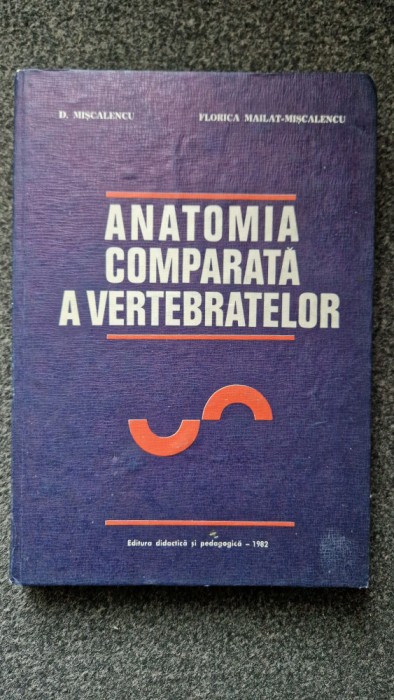 D. MIȘCALENCU FLORICA MAILAT-MIȘCALENCU
ANATOMIA
COMPARATĂ
A VERTEBRATELOR
Editura didactică și pedagogică – 1982